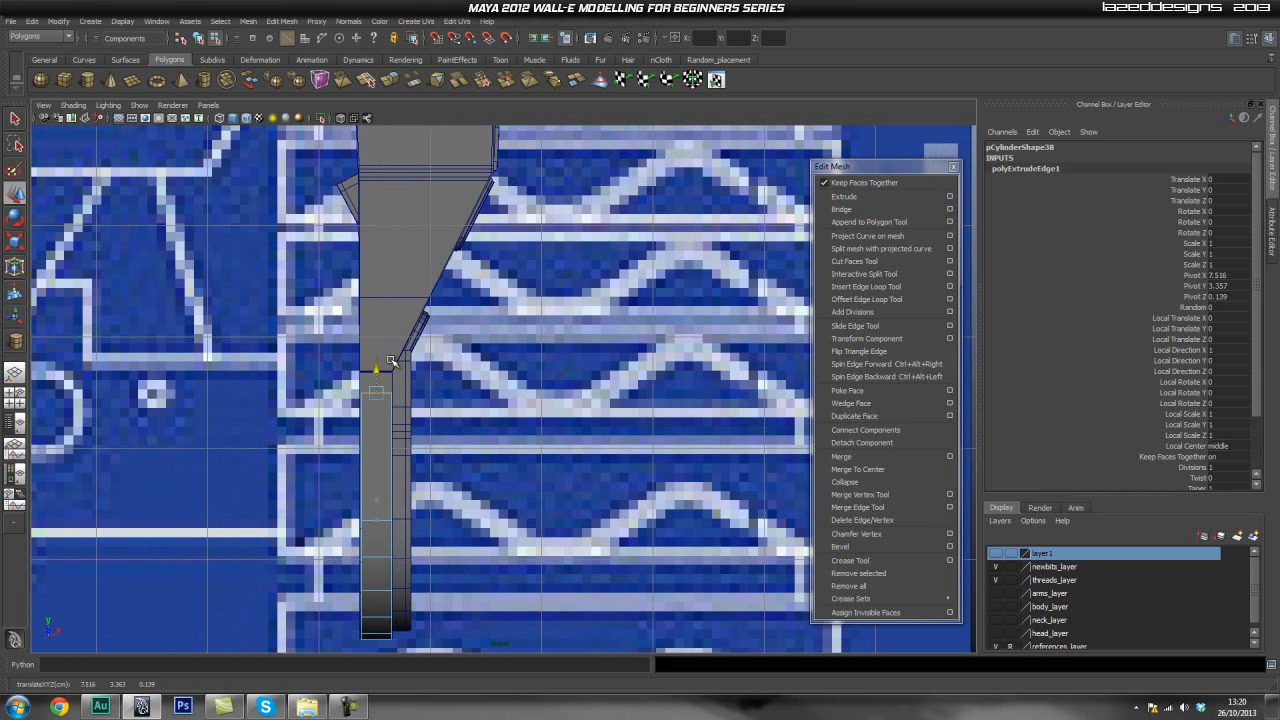 MAYA 2012 WALL-E MODELLING FOR BEGINNERS SERIES
LAZEDDESIGNS 2013
File Edit Modify Create Display Window Assets Select Mesh Edit Mesh Proxy Normals Color Create UVs Edit UVs Help
Polygons Components X: Y: Z:
General Curves Surfaces Polygons Subdivs Deformation Animation Dynamics Rendering PaintEffects Toon Muscle Fluids Fur Hair nCloth Random_placement
View Shading Lighting Show Renderer Panels
Edit Mesh
Keep Faces Together
Extrude
Bridge
Append to Polygon Tool
Project Curve on mesh
Split mesh with projected curve
Cut Faces Tool
Interactive Split Tool
Insert Edge Loop Tool
Offset Edge Loop Tool
Add Divisions
Slide Edge Tool
Transform Component
Flip Triangle Edge
Spin Edge Forward Ctrl+Alt+Right
Spin Edge Backward Ctrl+Alt+Left
Poke Face
Wedge Face
Duplicate Face
Connect Components
Detach Component
Merge
Merge To Center
Collapse
Merge Vertex Tool
Merge Edge Tool
Delete Edge/Vertex
Chamfer Vertex
Bevel
Crease Tool
Remove selected
Remove all
Crease Sets
Assign Invisible Faces
Channel Box / Layer Editor
Channels Edit Object Show
pCylinderShape38
INPUTS
polyExtrudeEdge1
Translate X 0
Translate Y 0
Translate Z 0
Rotate X 0
Rotate Y 0
Rotate Z 0
Scale X 1
Scale Y 1
Scale Z 1
Pivot X 7.516
Pivot Y 3.357
Pivot Z 0.139
Random 0
Local Translate X 0
Local Translate Y 0
Local Translate Z 0
Local Direction X 0
Local Direction Y 0
Local Direction Z 0
Local Rotate X 0
Local Rotate Y 0
Local Rotate Z 0
Local Scale X 1
Local Scale Y 1
Local Scale Z 1
Local Center middle
Keep Faces Together on
Divisions 1
Twist 0
Taper 1
Display Render Anim
Layers Options Help
layer1
V newbits_layer
V threads_layer
arms_layer
body_layer
neck_layer
head_layer
V R references_layer
Channel Box / Layer Editor
Attribute Editor
y
x
Python
translateXYZ(cm): 7.516 3.363 0.139
Au Ps S
13:20
26/10/2013